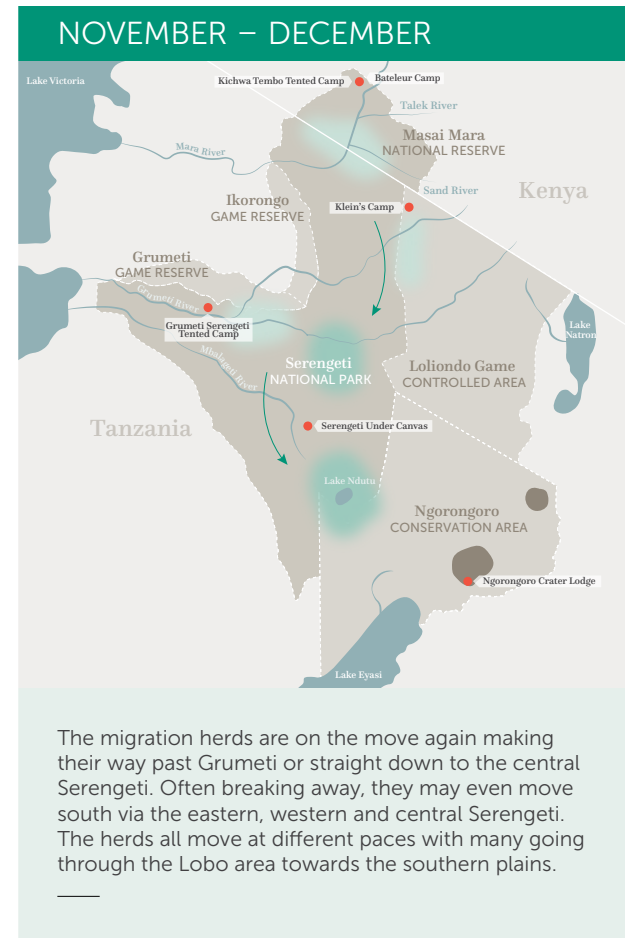 NOVEMBER – DECEMBER
Lake Victoria
Kichwa Tembo Tented Camp
Bateleur Camp
Talek River
Masai Mara
NATIONAL RESERVE
Mara River
Sand River
Kenya
Ikorongo
GAME RESERVE
Klein's Camp
Grumeti
GAME RESERVE
Grumeti River
Grumeti Serengeti
Tented Camp
Lake
Natron
Mbalageti River
Serengeti
NATIONAL PARK
Loliondo Game
CONTROLLED AREA
Tanzania
Serengeti Under Canvas
Lake Ndutu
Ngorongoro
CONSERVATION AREA
Ngorongoro Crater Lodge
Lake Eyasi
The migration herds are on the move again making
their way past Grumeti or straight down to the central
Serengeti. Often breaking away, they may even move
south via the eastern, western and central Serengeti.
The herds all move at different paces with many going
through the Lobo area towards the southern plains.